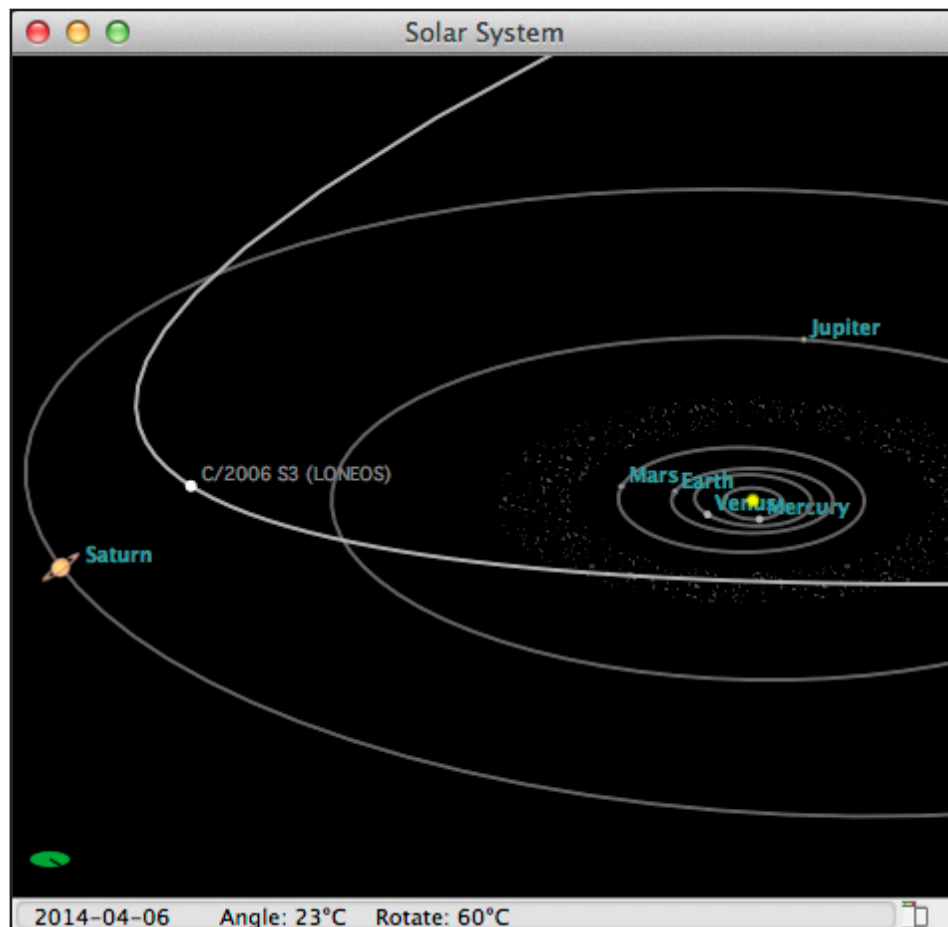 Solar System
Jupiter
C/2006 S3 (LONEOS)
Mars
Earth
Venus
Mercury
Saturn
2014-04-06 Angle: 23°C Rotate: 60°C